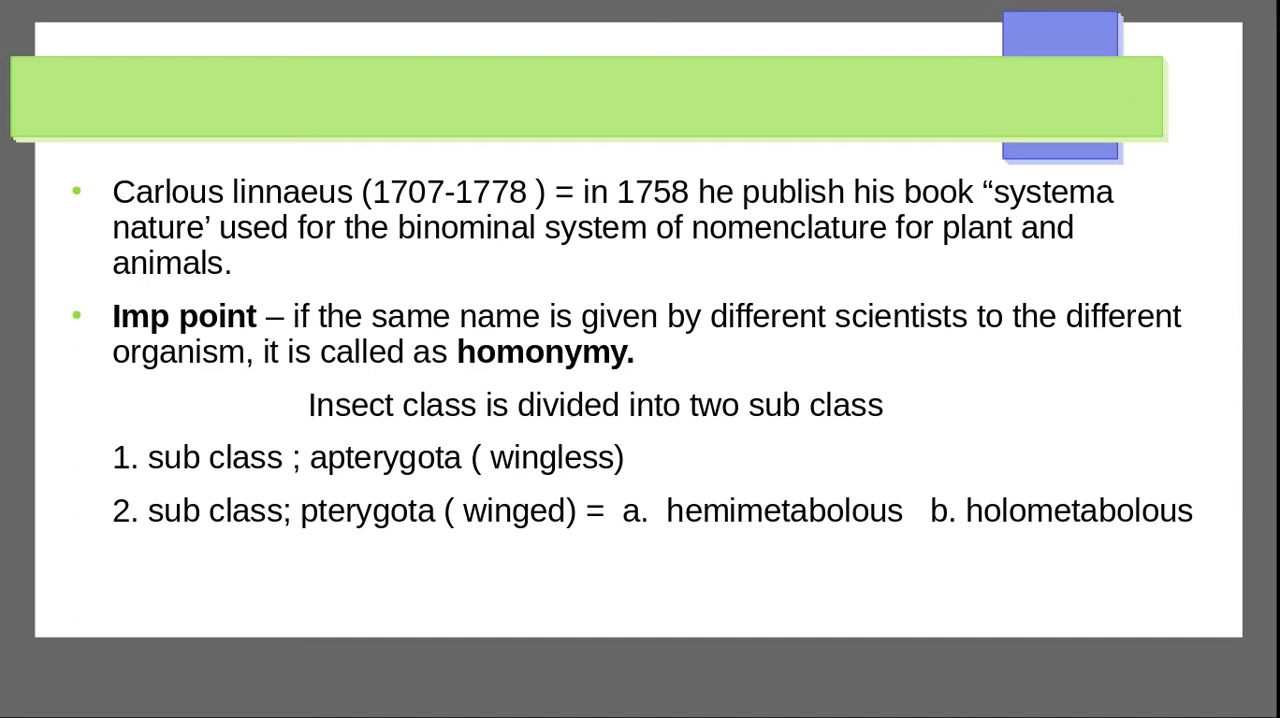 Carlous linnaeus (1707-1778 ) = in 1758 he publish his book “systema
nature’ used for the binominal system of nomenclature for plant and
animals.
Imp point – if the same name is given by different scientists to the different
organism, it is called as homonymy.
Insect class is divided into two sub class
1. sub class ; apterygota ( wingless)
2. sub class; pterygota ( winged) = a. hemimetabolous b. holometabolous